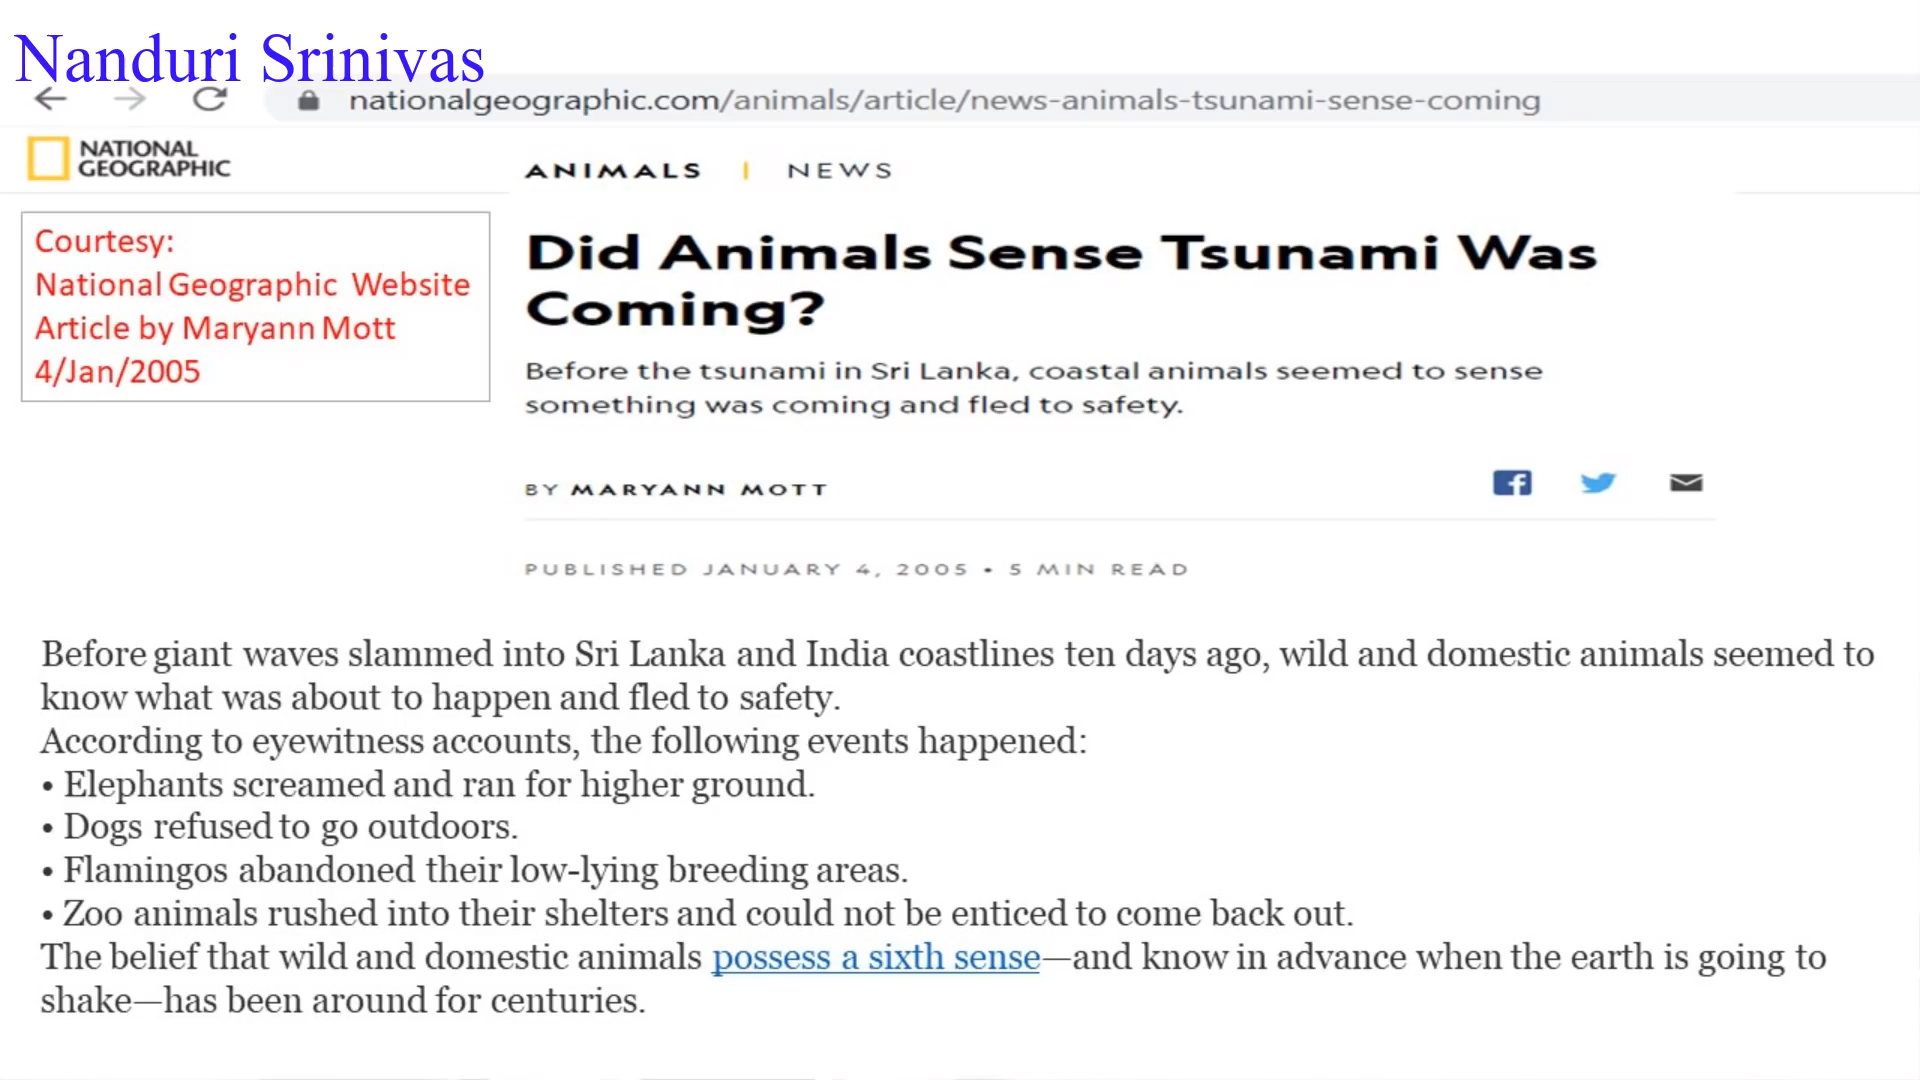 Nanduri Srinivas
nationalgeographic.com/animals/article/news-animals-tsunami-sense-coming
NATIONAL
GEOGRAPHIC
ANIMALS | NEWS
Courtesy:
National Geographic Website
Article by Maryann Mott
4/Jan/2005
Did Animals Sense Tsunami Was
Coming?
Before the tsunami in Sri Lanka, coastal animals seemed to sense
something was coming and fled to safety.
BY MARYANN MOTT
PUBLISHED JANUARY 4, 2005 • 5 MIN READ
Before giant waves slammed into Sri Lanka and India coastlines ten days ago, wild and domestic animals seemed to
know what was about to happen and fled to safety.
According to eyewitness accounts, the following events happened:
• Elephants screamed and ran for higher ground.
• Dogs refused to go outdoors.
• Flamingos abandoned their low-lying breeding areas.
• Zoo animals rushed into their shelters and could not be enticed to come back out.
The belief that wild and domestic animals possess a sixth sense—and know in advance when the earth is going to
shake—has been around for centuries.